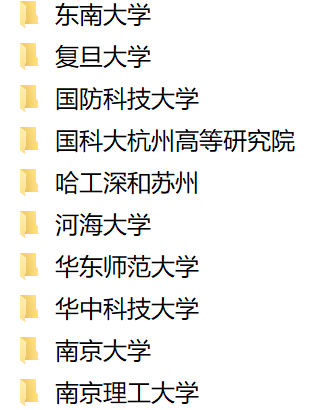 东南大学
复旦大学
国防科技大学
国科大杭州高等研究院
哈工深和苏州
河海大学
华东师范大学
华中科技大学
南京大学
南京理工大学